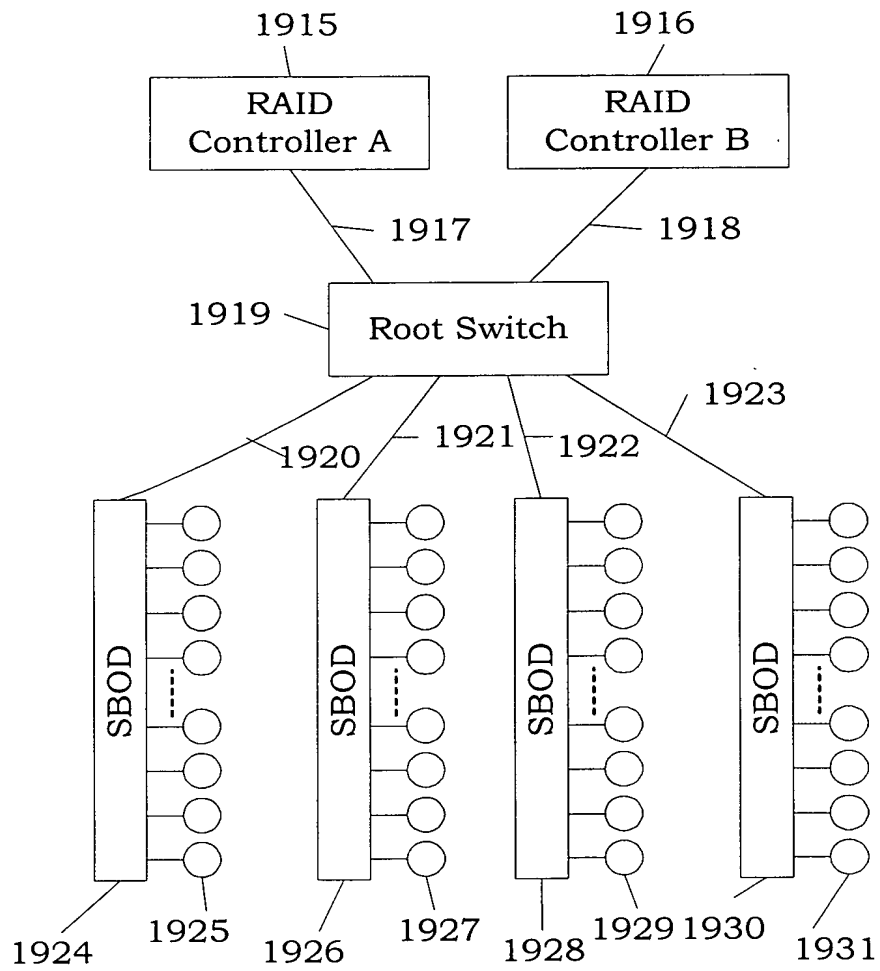 1915
1916
RAID
Controller A
RAID
Controller B
1917
1918
1919
Root Switch
1920
1921
1922
1923
SBOD
SBOD
SBOD
SBOD
1924
1925
1926
1927
1928
1929
1930
1931